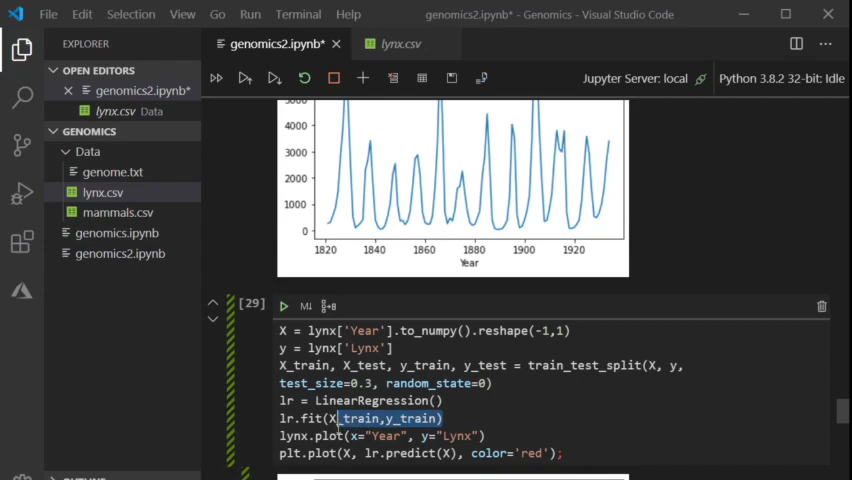 File Edit Selection View Go Run Terminal Help genomics2.ipynb* - Genomics - Visual Studio Code
EXPLORER
OPEN EDITORS
genomics2.ipynb*
lynx.csv Data
GENOMICS
Data
genome.txt
lynx.csv
mammals.csv
genomics.ipynb
genomics2.ipynb
genomics2.ipynb* lynx.csv
Jupyter Server: local Python 3.8.2 32-bit: Idle
5000
4000
3000
2000
1000
0
1820 1840 1860 1880 1900 1920
Year
[29]
M↓
X = lynx['Year'].to_numpy().reshape(-1,1)
y = lynx['Lynx']
X_train, X_test, y_train, y_test = train_test_split(X, y,
test_size=0.3, random_state=0)
lr = LinearRegression()
lr.fit(X_train,y_train)
lynx.plot(x="Year", y="Lynx")
plt.plot(X, lr.predict(X), color='red');